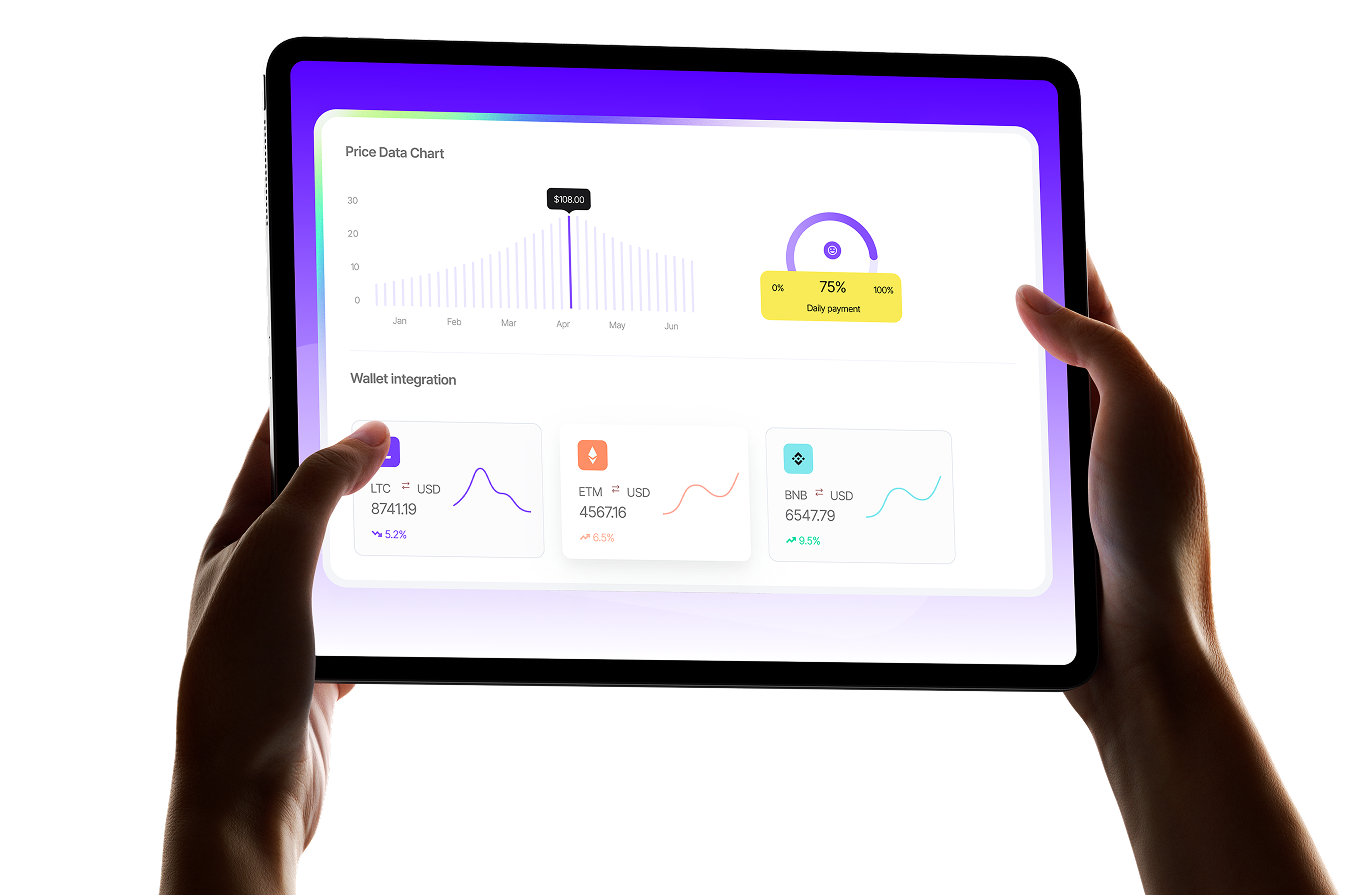 Price Data Chart
$108.00
30
20
10
0
Jan Feb Mar Apr May Jun
0% 75% 100%
Daily payment
Wallet integration
LTC USD
8741.19
5.2%
ETM USD
4567.16
6.5%
BNB USD
6547.79
9.5%